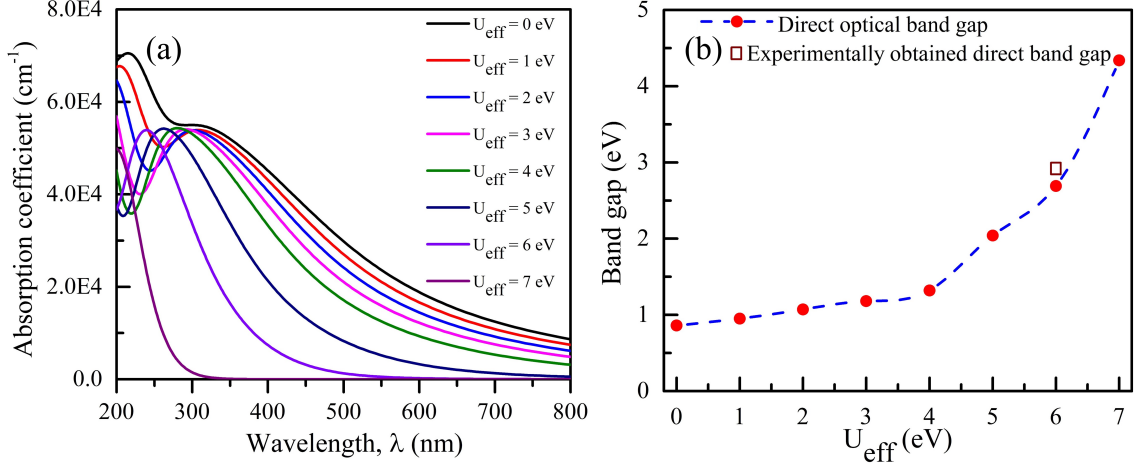 (a)
U_eff = 0 eV
U_eff = 1 eV
U_eff = 2 eV
U_eff = 3 eV
U_eff = 4 eV
U_eff = 5 eV
U_eff = 6 eV
U_eff = 7 eV
Absorption coefficient (cm⁻¹)
8.0E4
6.0E4
4.0E4
2.0E4
0.0
200 300 400 500 600 700 800
Wavelength, λ (nm)
(b)
Direct optical band gap
Experimentally obtained direct band gap
Band gap (eV)
5
4
3
2
1
0
0 1 2 3 4 5 6 7
U_eff (eV)